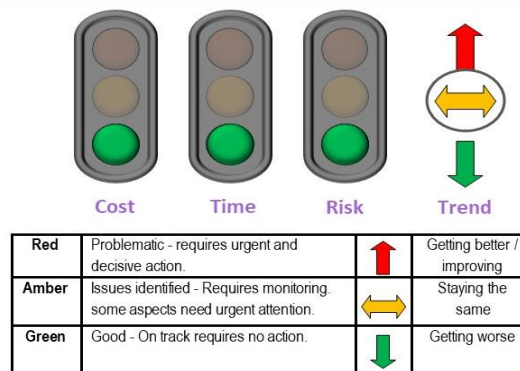 Cost Time Risk Trend
Red Problematic - requires urgent and decisive action. Getting better / improving
Amber Issues identified - Requires monitoring. some aspects need urgent attention. Staying the same
Green Good - On track requires no action. Getting worse